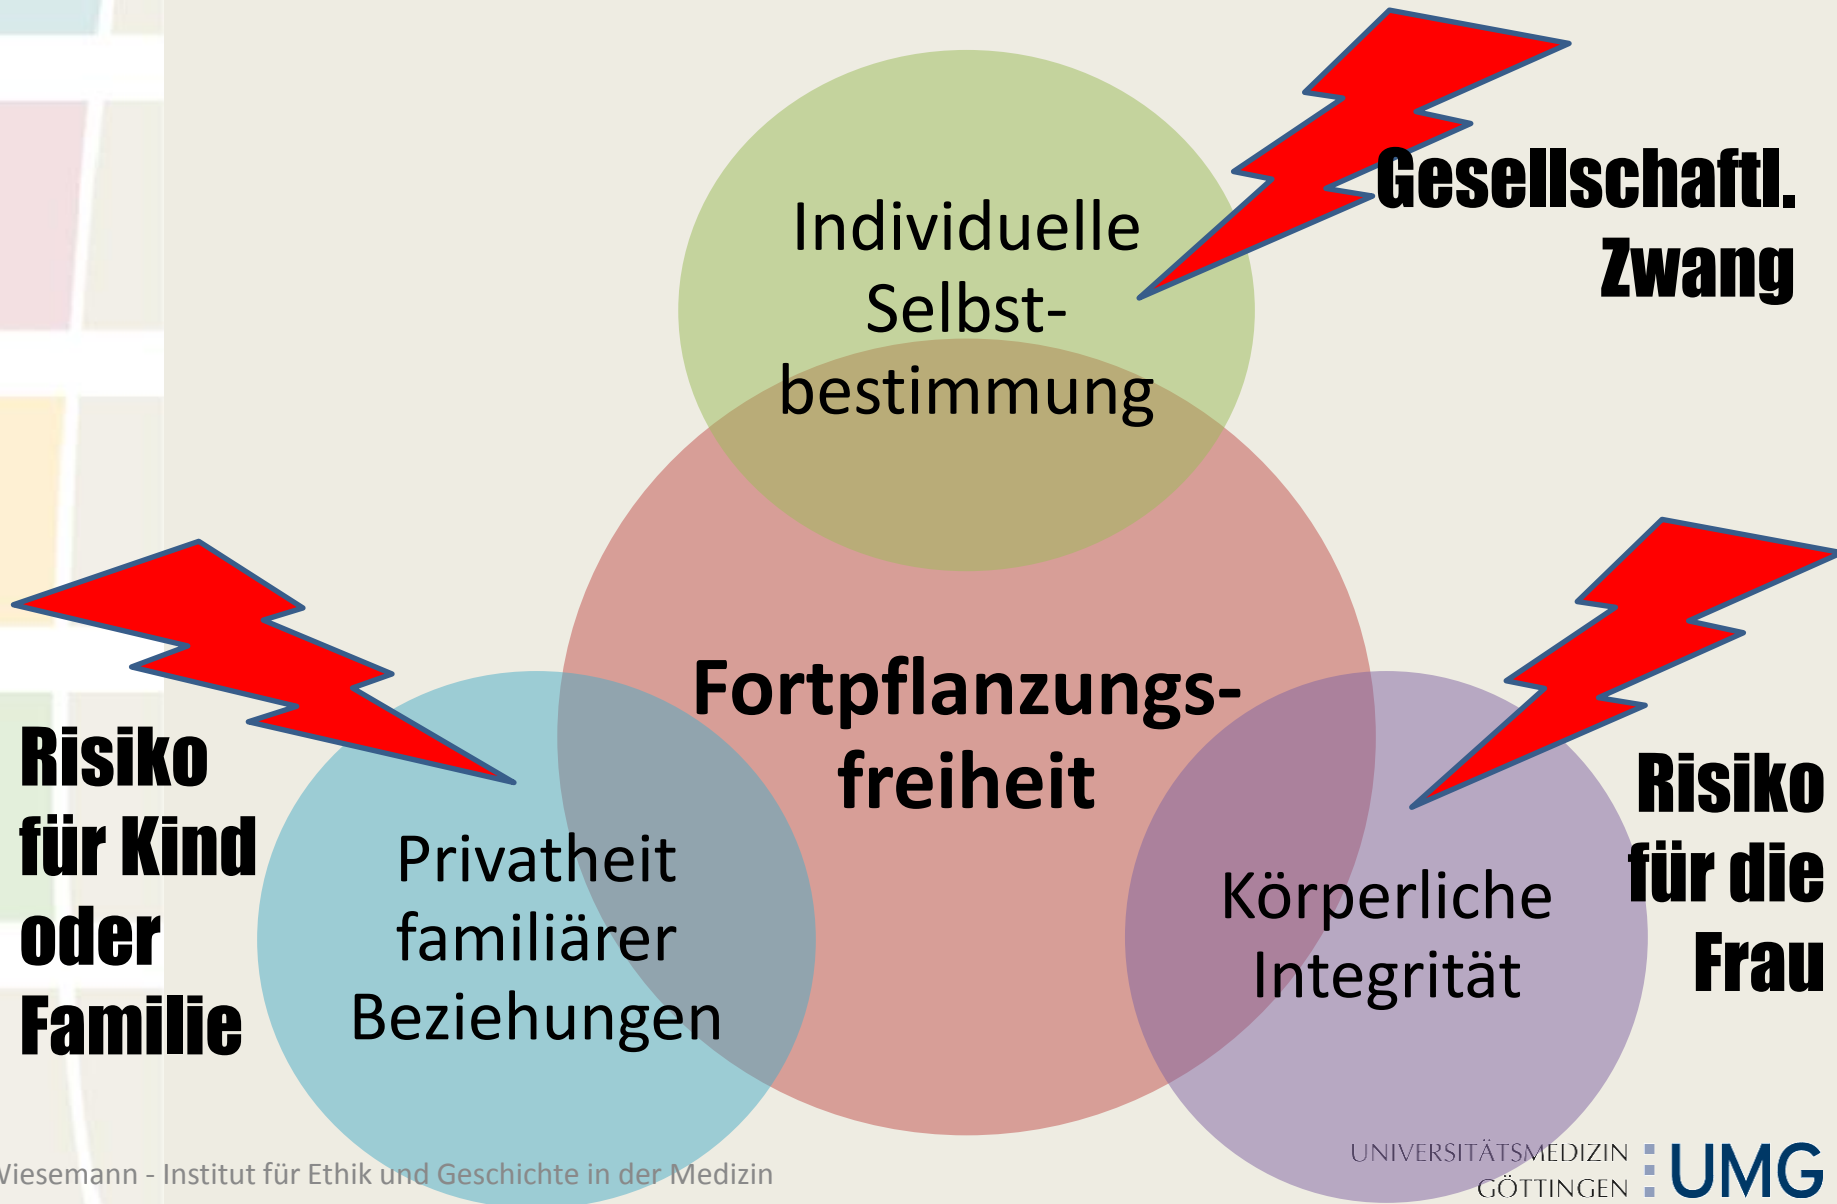 Individuelle
Selbst-
bestimmung
Gesellschaftl.
Zwang
Fortpflanzungs-
freiheit
Risiko
für Kind
oder
Familie
Privatheit
familiärer
Beziehungen
Körperliche
Integrität
Risiko
für die
Frau
Wiesemann - Institut für Ethik und Geschichte in der Medizin
UNIVERSITÄTSMEDIZIN
GÖTTINGEN
UMG